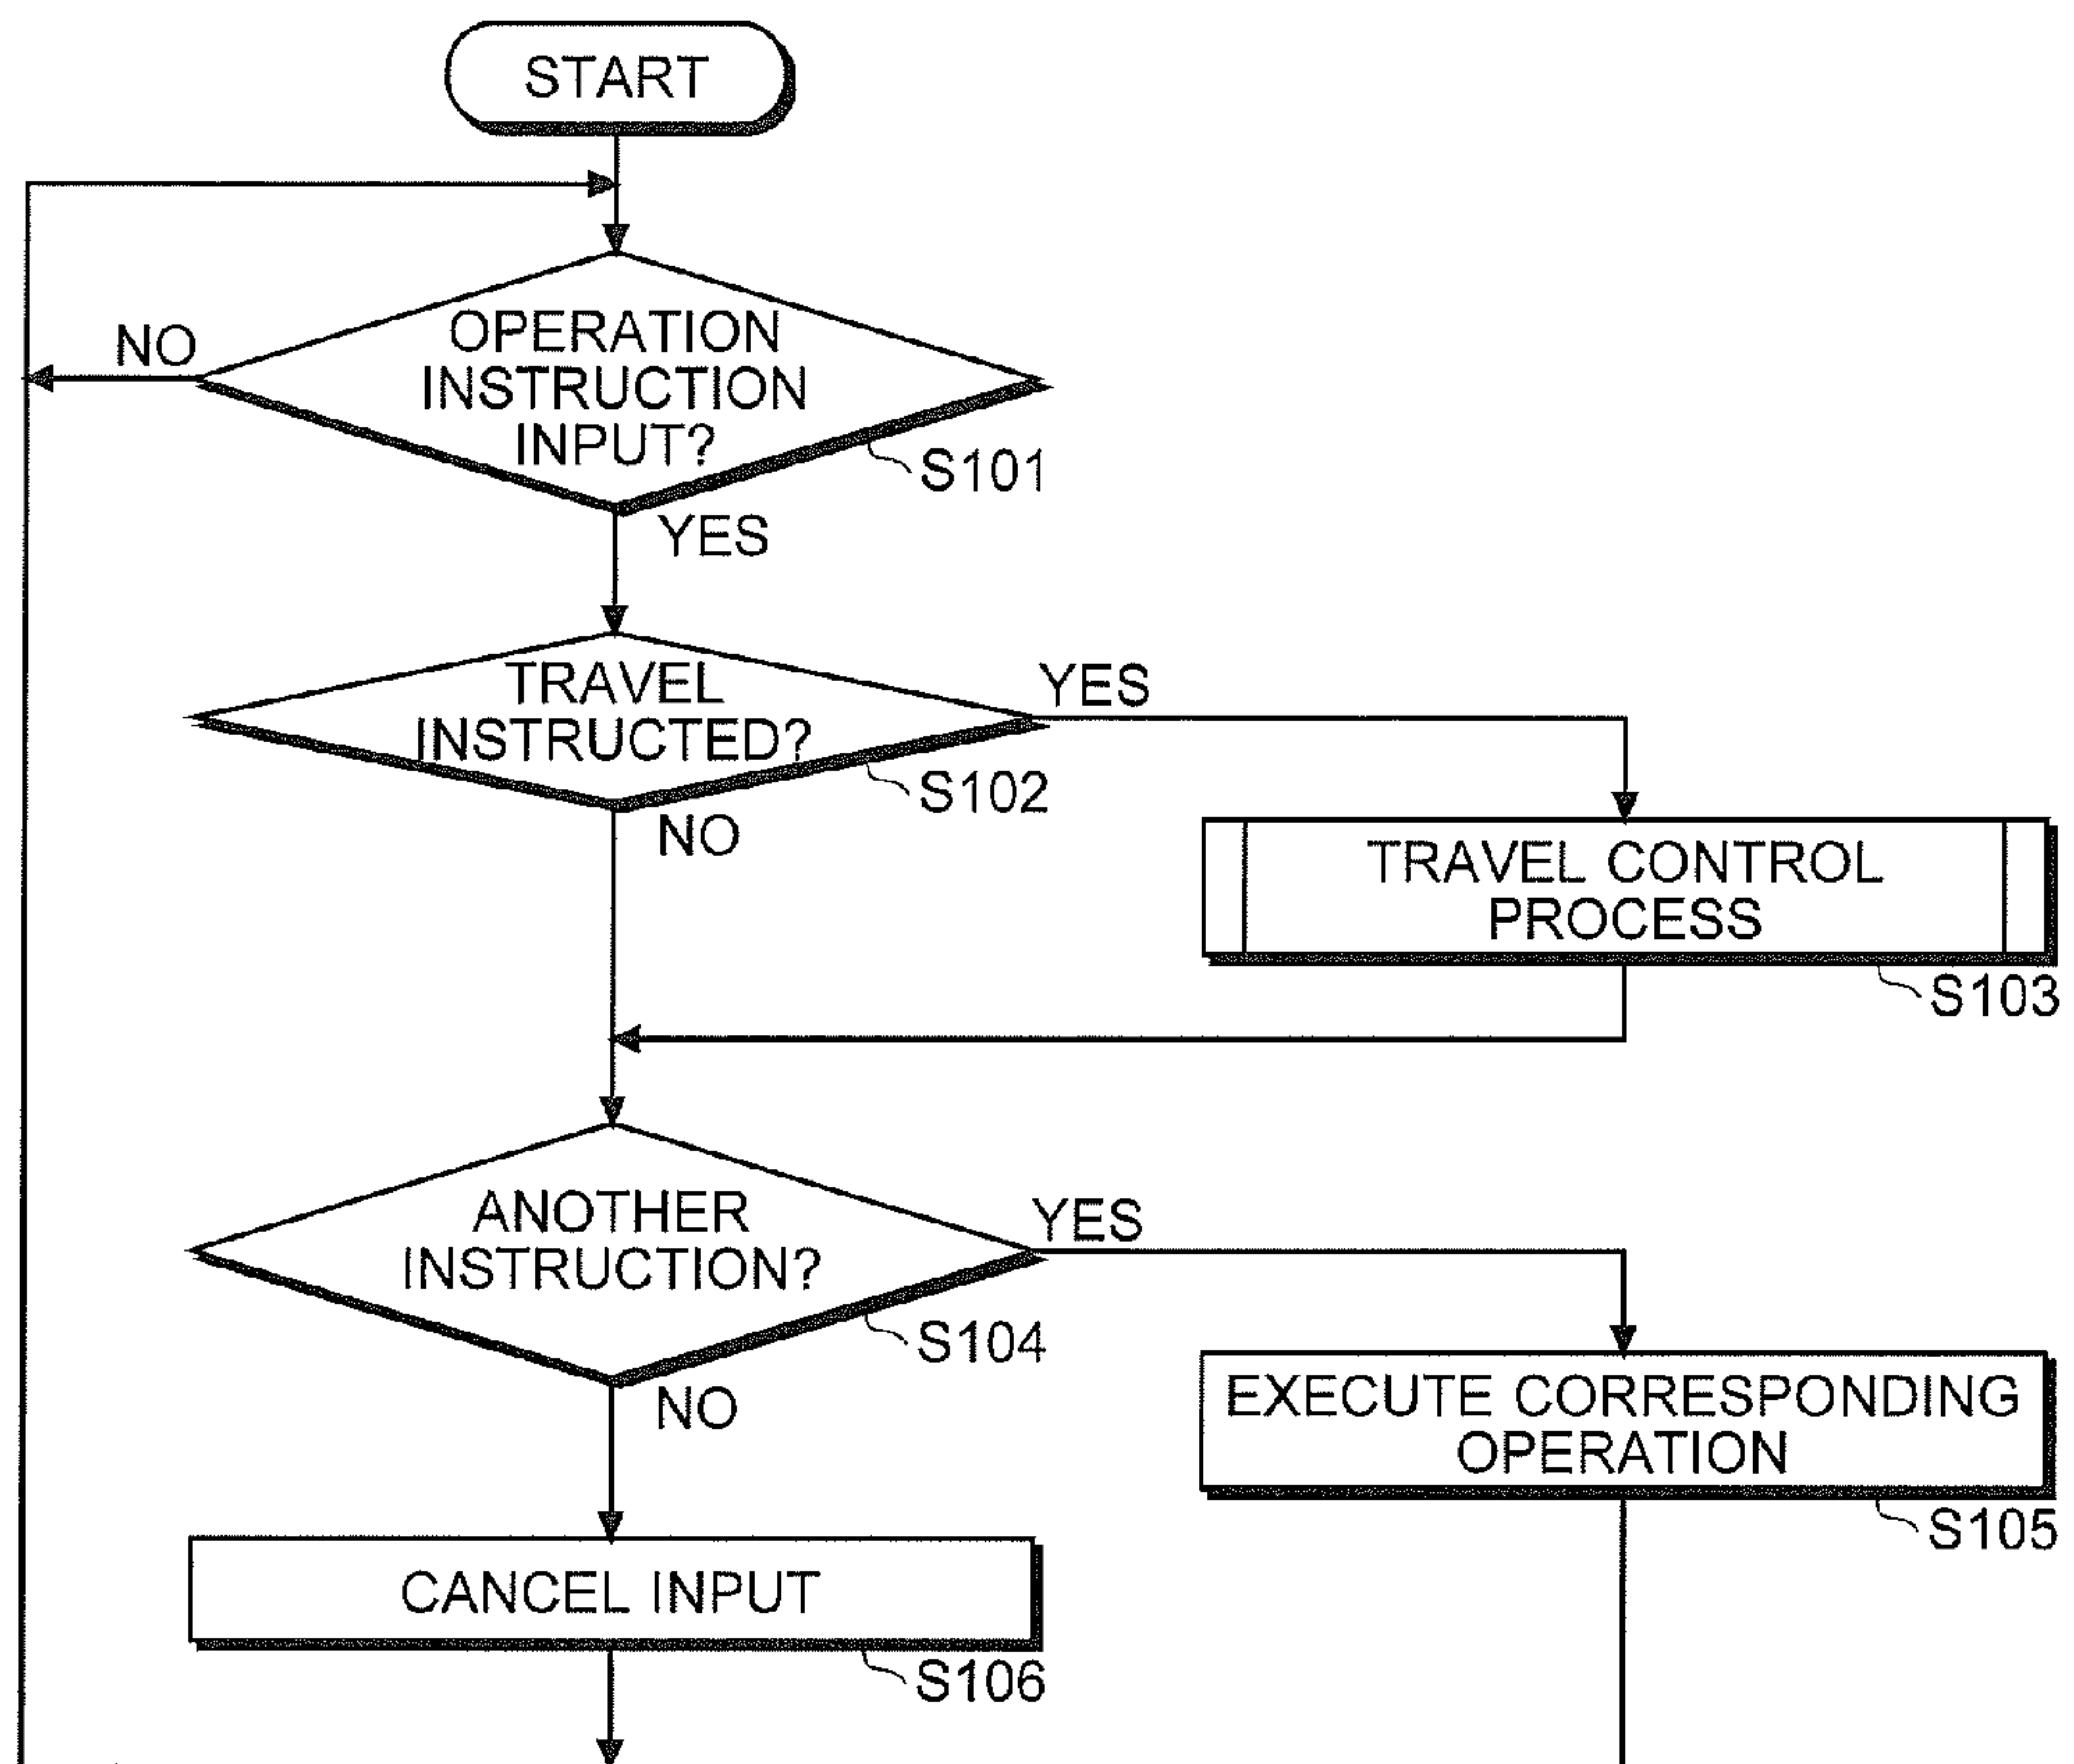 START
NO
OPERATION
INSTRUCTION
INPUT?
S101
YES
TRAVEL
INSTRUCTED?
YES
S102
NO
TRAVEL CONTROL
PROCESS
S103
ANOTHER
INSTRUCTION?
YES
S104
NO
EXECUTE CORRESPONDING
OPERATION
S105
CANCEL INPUT
S106